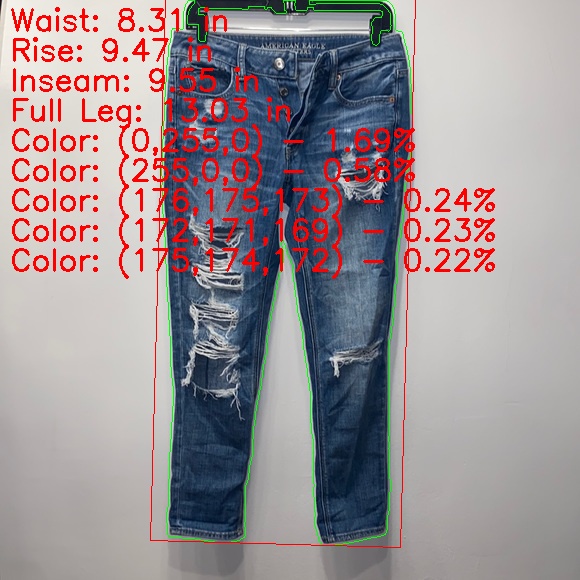 Waist: 8.31 in
Rise: 9.47 in
AMERICAN EAGLE
Inseam: 9.55 in
Full Leg: 13.03 in
Color: (0,255,0) - 1.69%
Color: (255,0,0) - 0.58%
Color: (176,175,173) - 0.24%
Color: (172,171,169) - 0.23%
Color: (175,174,172) - 0.22%